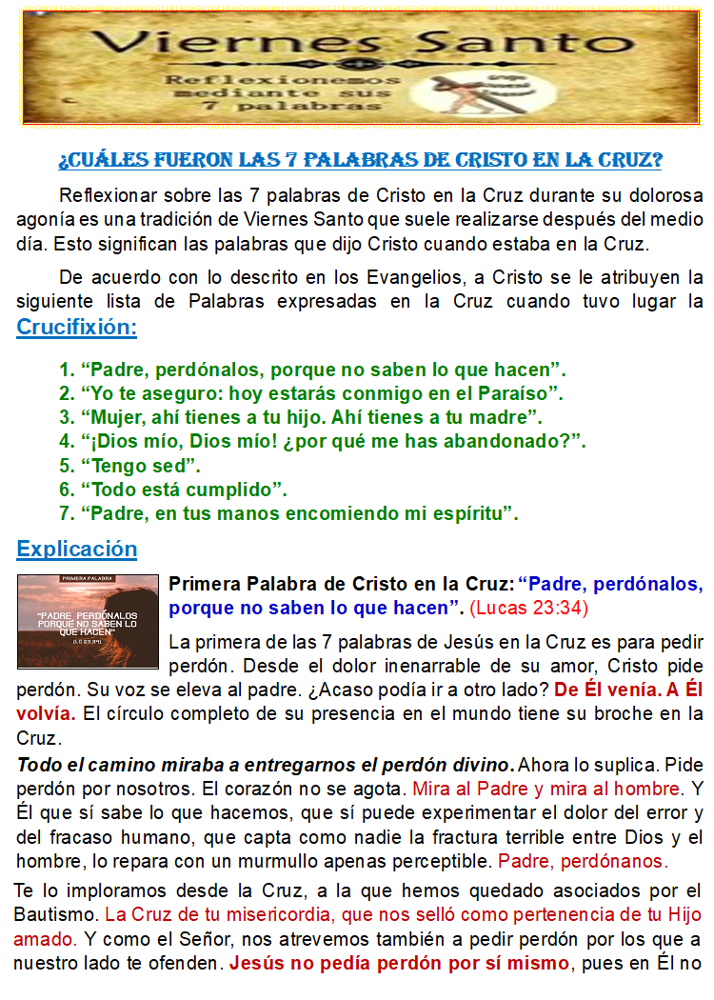 Viernes Santo
Reflexionemos
mediante sus
7 palabras
¿CUÁLES FUERON LAS 7 PALABRAS DE CRISTO EN LA CRUZ?
Reflexionar sobre las 7 palabras de Cristo en la Cruz durante su dolorosa
agonía es una tradición de Viernes Santo que suele realizarse después del medio
día. Esto significan las palabras que dijo Cristo cuando estaba en la Cruz.
De acuerdo con lo descrito en los Evangelios, a Cristo se le atribuyen la
siguiente lista de Palabras expresadas en la Cruz cuando tuvo lugar la
Crucifixión:
1. “Padre, perdónalos, porque no saben lo que hacen”.
2. “Yo te aseguro: hoy estarás conmigo en el Paraíso”.
3. “Mujer, ahí tienes a tu hijo. Ahí tienes a tu madre”.
4. “¡Dios mío, Dios mío! ¿por qué me has abandonado?”.
5. “Tengo sed”.
6. “Todo está cumplido”.
7. “Padre, en tus manos encomiendo mi espíritu”.
Explicación
PRIMERA PALABRA
“PADRE, PERDÓNALOS
PORQUE NO SABEN LO
QUE HACEN”
(LC 23,34)
Primera Palabra de Cristo en la Cruz: “Padre, perdónalos,
porque no saben lo que hacen”. (Lucas 23:34)
La primera de las 7 palabras de Jesús en la Cruz es para pedir
perdón. Desde el dolor inenarrable de su amor, Cristo pide
perdón. Su voz se eleva al padre. ¿Acaso podía ir a otro lado? De Él venía. A Él
volvía. El círculo completo de su presencia en el mundo tiene su broche en la
Cruz.
Todo el camino miraba a entregarnos el perdón divino. Ahora lo suplica. Pide
perdón por nosotros. El corazón no se agota. Mira al Padre y mira al hombre. Y
Él que sí sabe lo que hacemos, que sí puede experimentar el dolor del error y
del fracaso humano, que capta como nadie la fractura terrible entre Dios y el
hombre, lo repara con un murmullo apenas perceptible. Padre, perdónanos.
Te lo imploramos desde la Cruz, a la que hemos quedado asociados por el
Bautismo. La Cruz de tu misericordia, que nos selló como pertenencia de tu Hijo
amado. Y como el Señor, nos atrevemos también a pedir perdón por los que a
nuestro lado te ofenden. Jesús no pedía perdón por sí mismo, pues en Él no